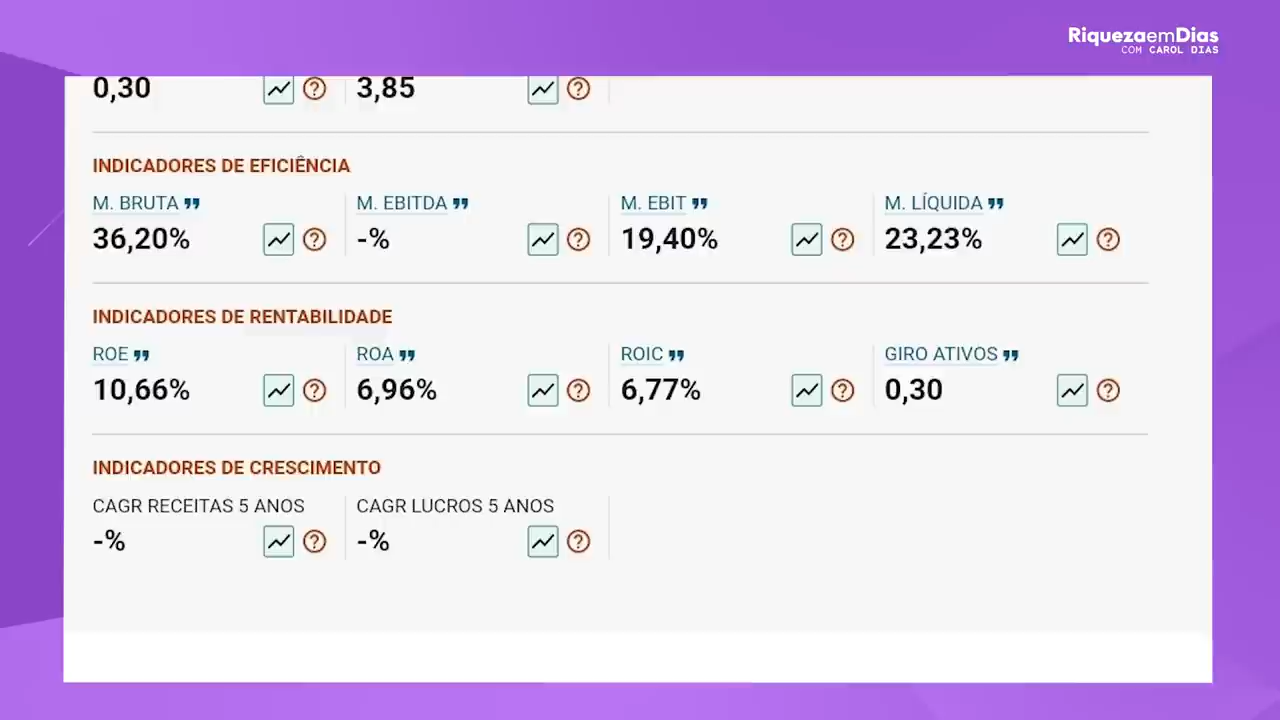 RiquezaemDias
COM CAROL DIAS
0,30 3,85
INDICADORES DE EFICIÊNCIA
M. BRUTA M. EBITDA M. EBIT M. LÍQUIDA
36,20% -% 19,40% 23,23%
INDICADORES DE RENTABILIDADE
ROE ROA ROIC GIRO ATIVOS
10,66% 6,96% 6,77% 0,30
INDICADORES DE CRESCIMENTO
CAGR RECEITAS 5 ANOS CAGR LUCROS 5 ANOS
-% -%